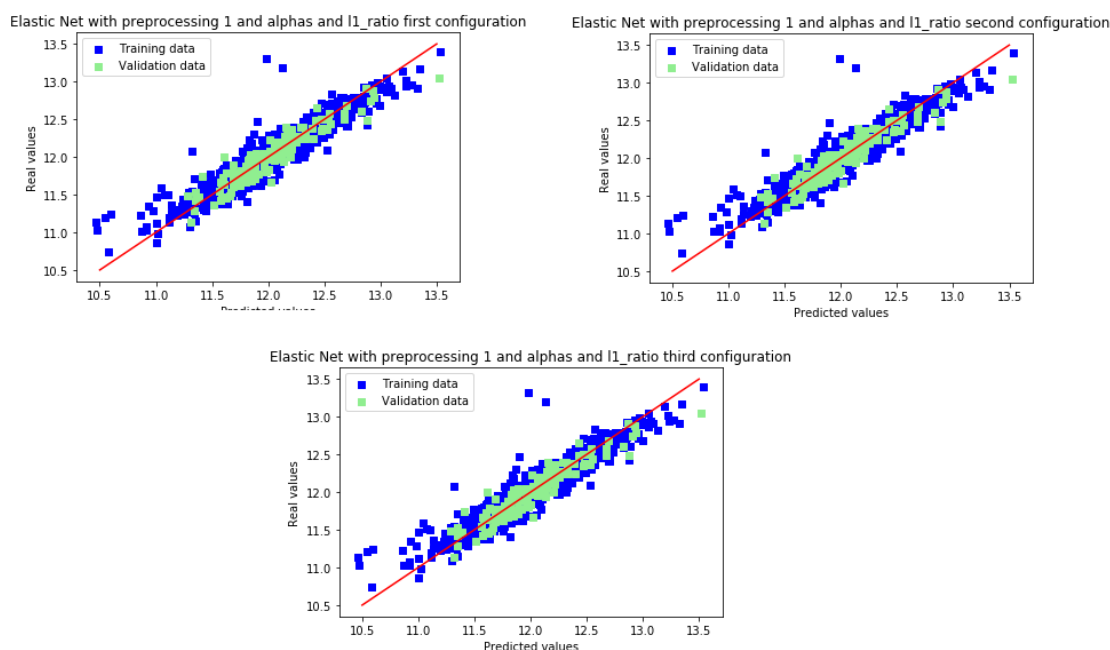 Elastic Net with preprocessing 1 and alphas and l1_ratio first configuration
13.5
13.0
12.5
12.0
11.5
11.0
10.5
Real values
Training data
Validation data
10.5 11.0 11.5 12.0 12.5 13.0 13.5
Predicted values
Elastic Net with preprocessing 1 and alphas and l1_ratio second configuration
13.5
13.0
12.5
12.0
11.5
11.0
10.5
Real values
Training data
Validation data
10.5 11.0 11.5 12.0 12.5 13.0 13.5
Predicted values
Elastic Net with preprocessing 1 and alphas and l1_ratio third configuration
13.5
13.0
12.5
12.0
11.5
11.0
10.5
Real values
Training data
Validation data
10.5 11.0 11.5 12.0 12.5 13.0 13.5
Predicted values